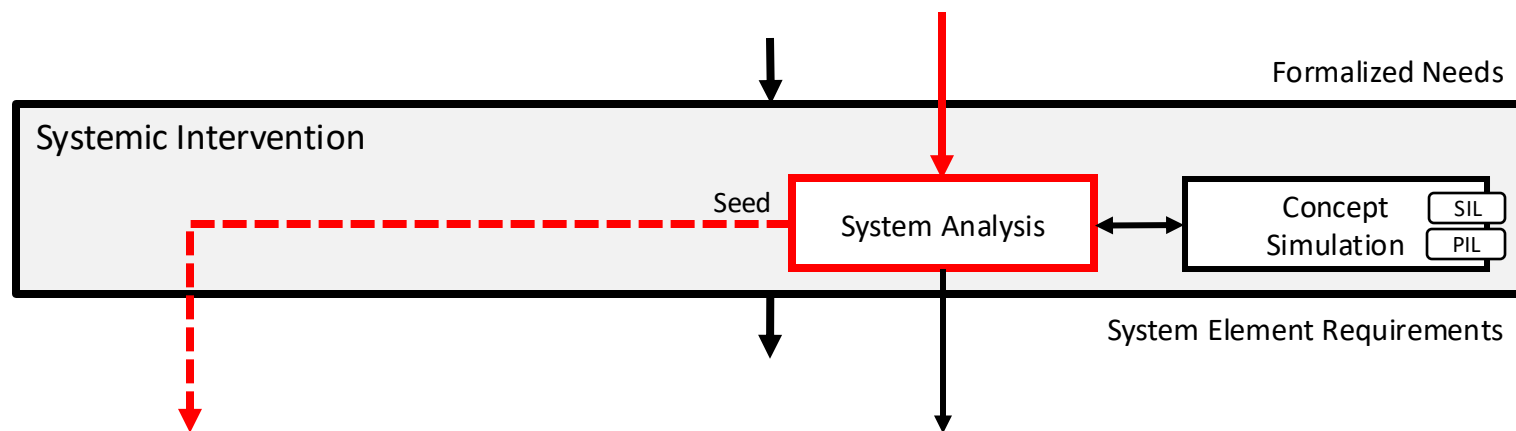 Formalized Needs
Systemic Intervention
Seed
System Analysis
Concept
Simulation
SIL
PIL
System Element Requirements